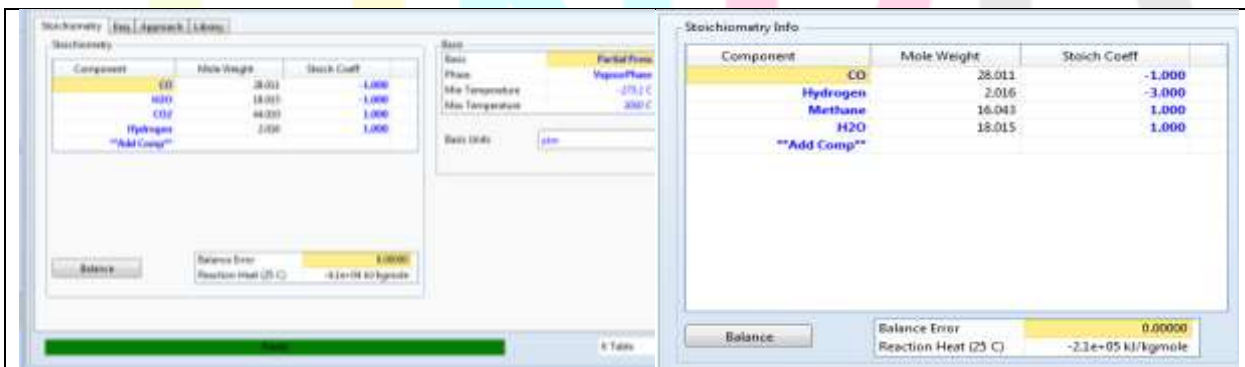 Stoichiometry Keq Approach Library
Stoichiometry
Component Mole Weight Stoich Coeff
CO 28.011 -1.000
H2O 18.015 -1.000
CO2 44.010 1.000
Hydrogen 2.016 1.000
**Add Comp**
Balance
Balance Error 0.00000
Reaction Heat (25 C) -4.1e+04 kJ/kgmole
Basis
Basis Partial Press
Phase VapourPhase
Min Temperature -273.1 C
Max Temperature 3000 C
Basis Units atm
Stoichiometry Info
Component Mole Weight Stoich Coeff
CO 28.011 -1.000
Hydrogen 2.016 -3.000
Methane 16.043 1.000
H2O 18.015 1.000
**Add Comp**
Balance
Balance Error 0.00000
Reaction Heat (25 C) -2.1e+05 kJ/kgmole